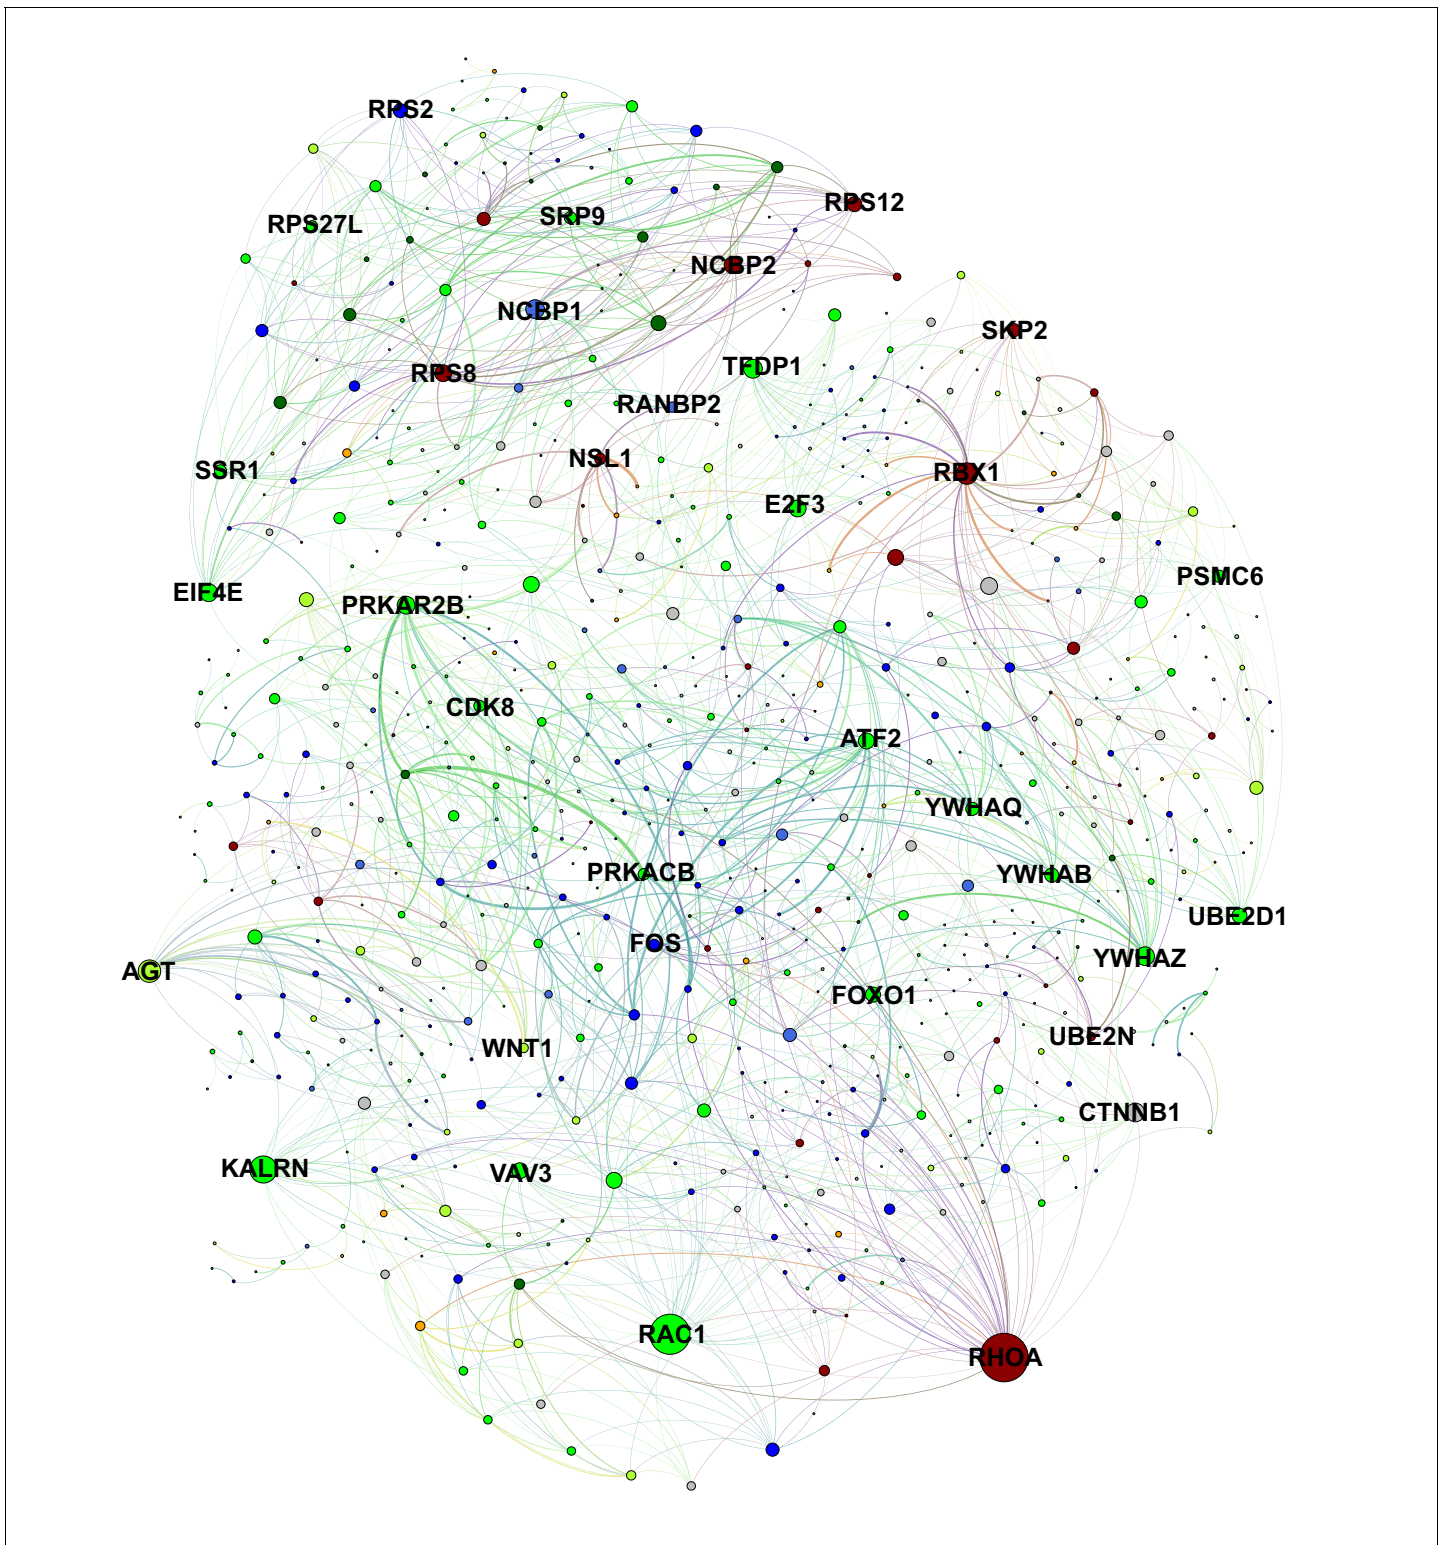 RPS2
RPS12
SRP9
RPS27L
NCBP2
NCBP1
SKP2
TFDP1
RPS8
RANBP2
NSL1
SSR1
RBX1
E2F3
PSMC6
EIF4E
PRKAR2B
CDK8
ATF2
YWHAQ
PRKACB
YWHAB
UBE2D1
FOS
YWHAZ
AGT
FOXO1
UBE2N
WNT1
CTNNB1
KALRN
VAV3
RAC1
RHOA